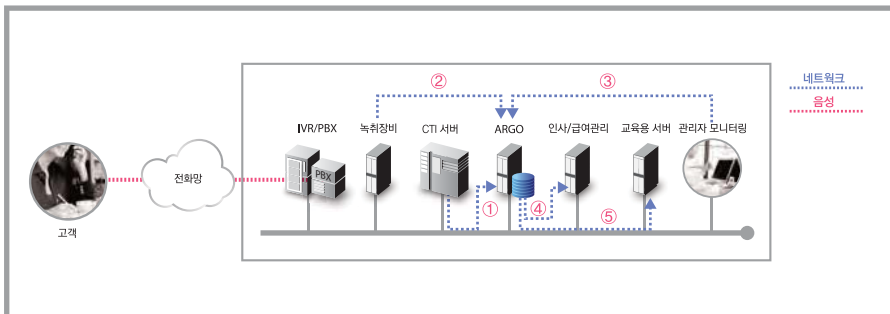 ② ③
네트웍크
음성
IVR/PBX 녹취장비 CTI 서버 ARGO 인사/급여관리 교육용 서버 관리자 모니터링
전화망
PBX
① ④ ⑤
고객